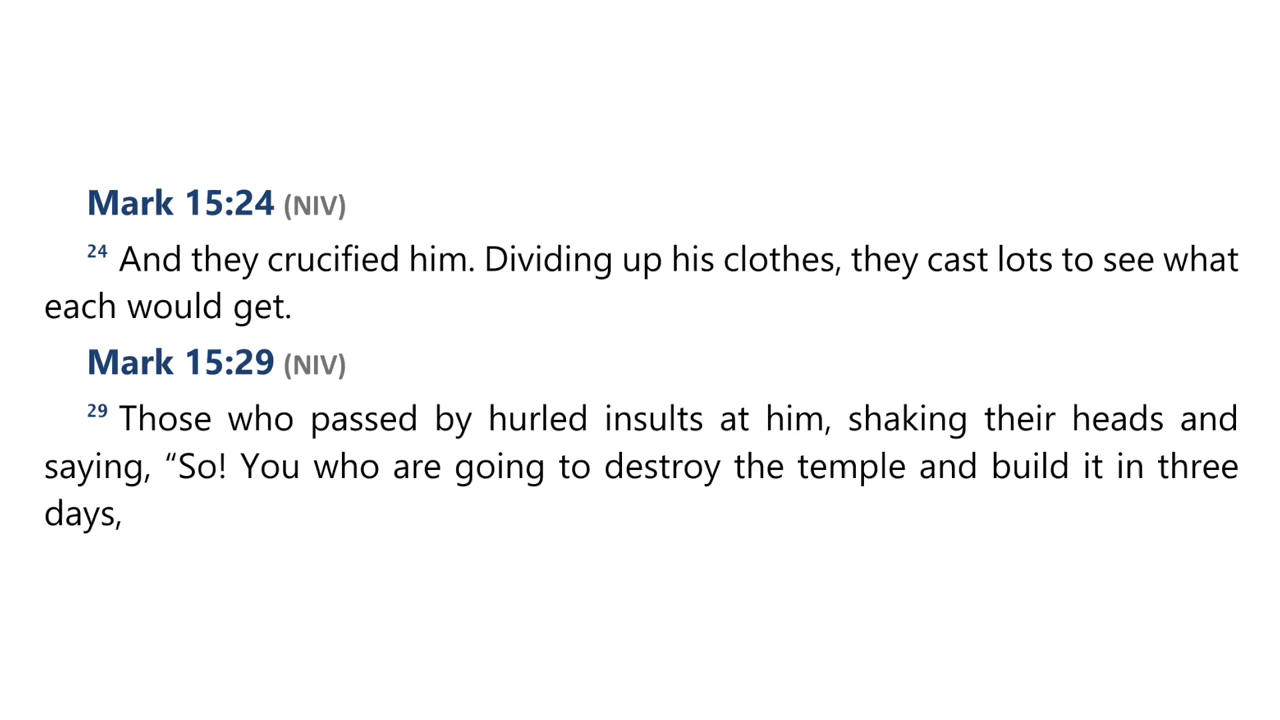 Mark 15:24 (NIV)
24 And they crucified him. Dividing up his clothes, they cast lots to see what
each would get.
Mark 15:29 (NIV)
29 Those who passed by hurled insults at him, shaking their heads and
saying, “So! You who are going to destroy the temple and build it in three
days,